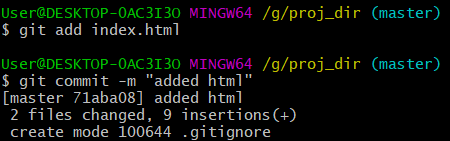 User@DESKTOP-0AC3I3O MINGW64 /g/proj_dir (master)
$ git add index.html
User@DESKTOP-0AC3I3O MINGW64 /g/proj_dir (master)
$ git commit -m "added html"
[master 71aba08] added html
 2 files changed, 9 insertions(+)
 create mode 100644 .gitignore